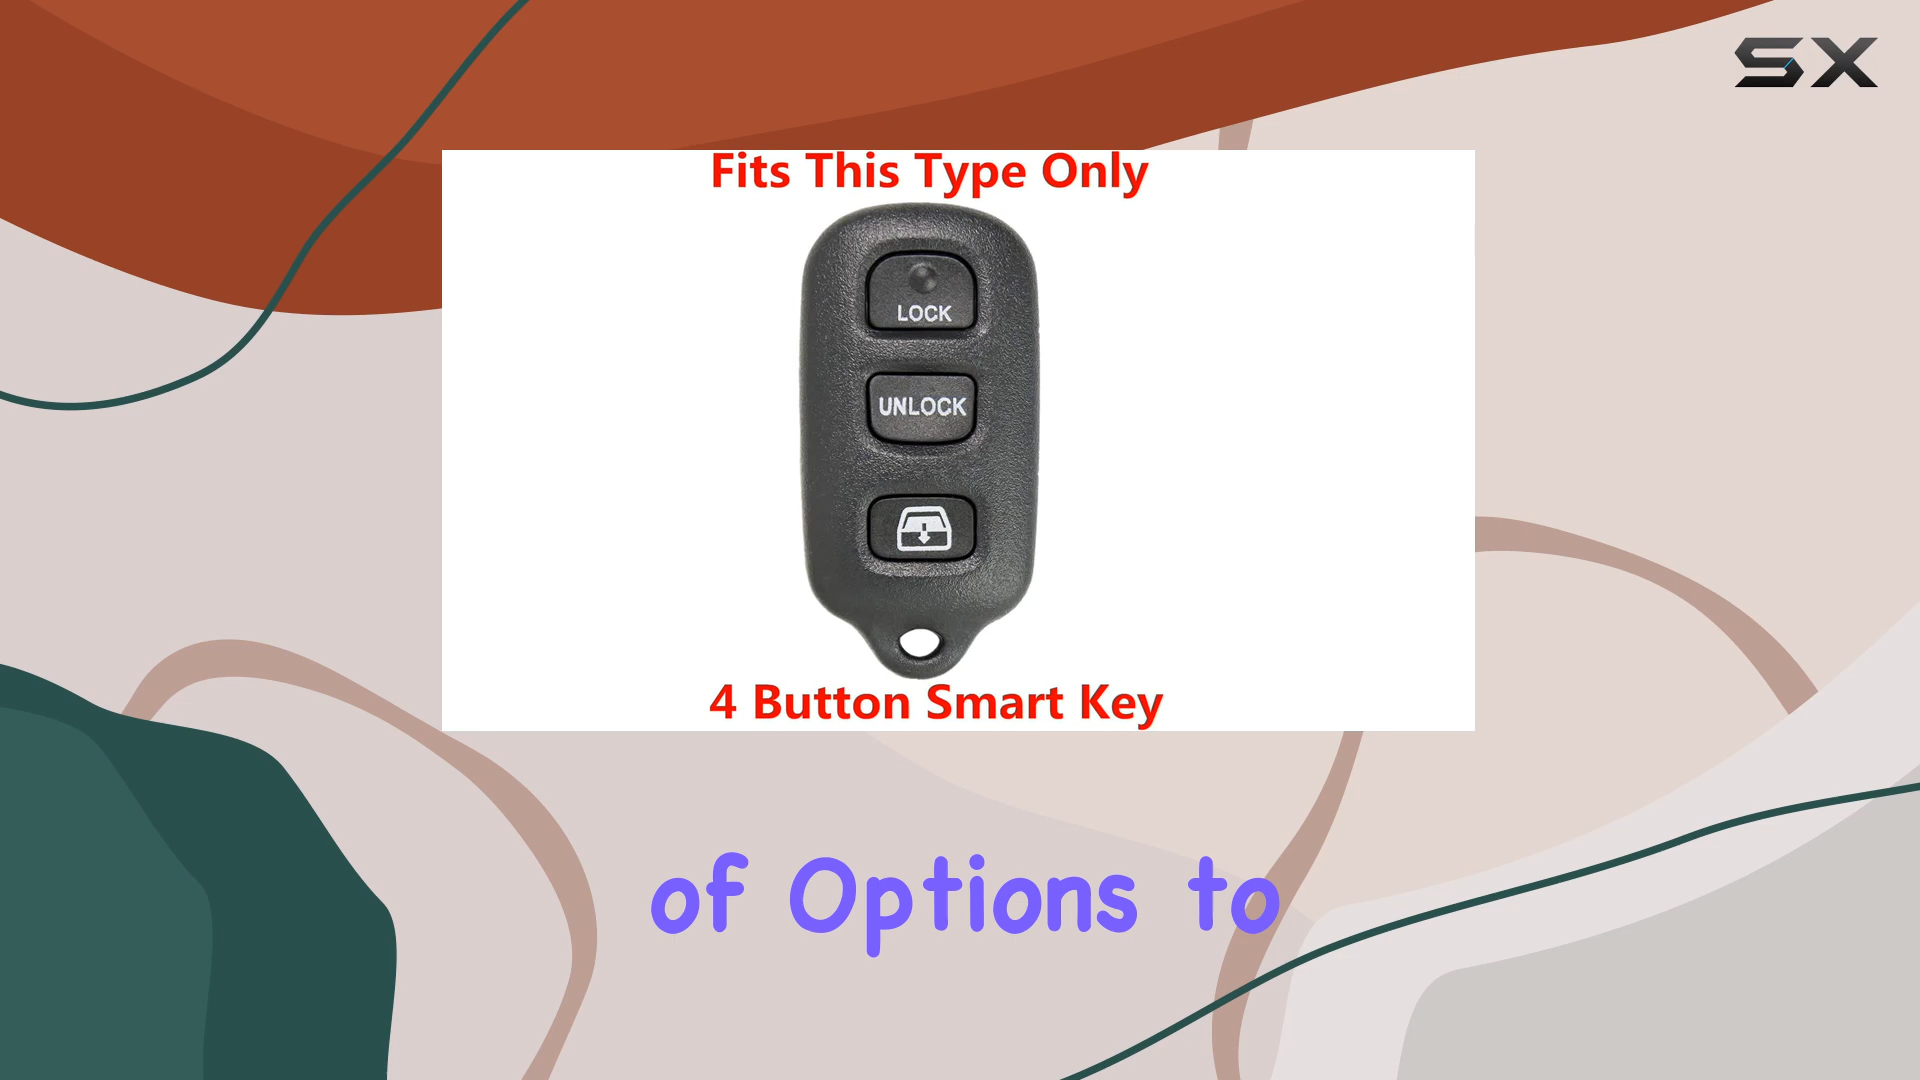 SX
Fits This Type Only
LOCK
UNLOCK
4 Button Smart Key
of Options to